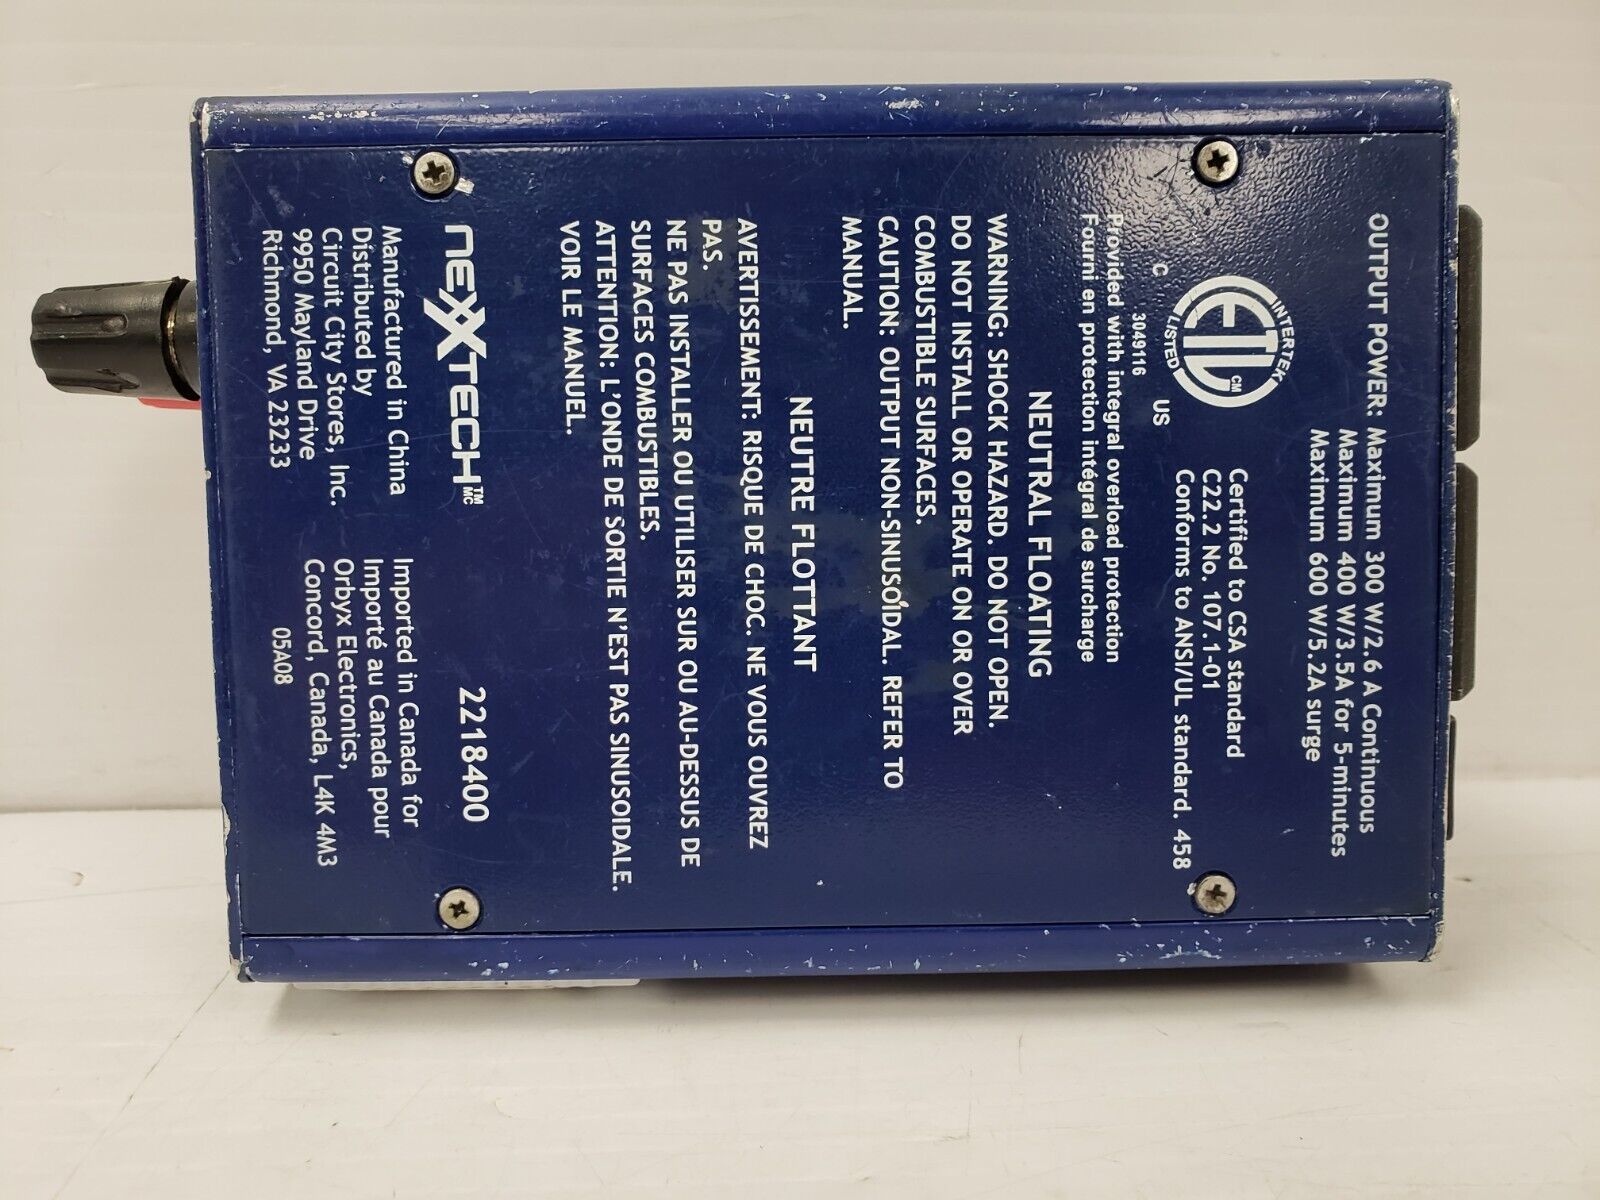 OUTPUT POWER: Maximum 300 W/2.6 A Continuous
Maximum 400 W/3.5A for 5-minutes
Maximum 600 W/5.2A surge
INTERTEK
ETL CM
LISTED
C US
3049116
Certified to CSA standard
C22.2 No. 107.1-01
Conforms to ANSI/UL standard. 458
Provided with integral overload protection
Fourni en protection intégral de surcharge
NEUTRAL FLOATING
WARNING: SHOCK HAZARD. DO NOT OPEN.
DO NOT INSTALL OR OPERATE ON OR OVER
COMBUSTIBLE SURFACES.
CAUTION: OUTPUT NON-SINUSOIDAL. REFER TO
MANUAL.
NEUTRE FLOTTANT
AVERTISSEMENT: RISQUE DE CHOC. NE VOUS OUVREZ
PAS.
NE PAS INSTALLER OU UTILISER SUR OU AU-DESSUS DE
SURFACES COMBUSTIBLES.
ATTENTION: L'ONDE DE SORTIE N'EST PAS SINUSOIDALE.
VOIR LE MANUEL.
neXXTECH TM MC
2218400
Manufactured in China
Distributed by
Circuit City Stores, Inc.
9950 Mayland Drive
Richmond, VA 23233
Imported in Canada for
Importé au Canada pour
Orbyx Electronics,
Concord, Canada, L4K 4M3
05A08